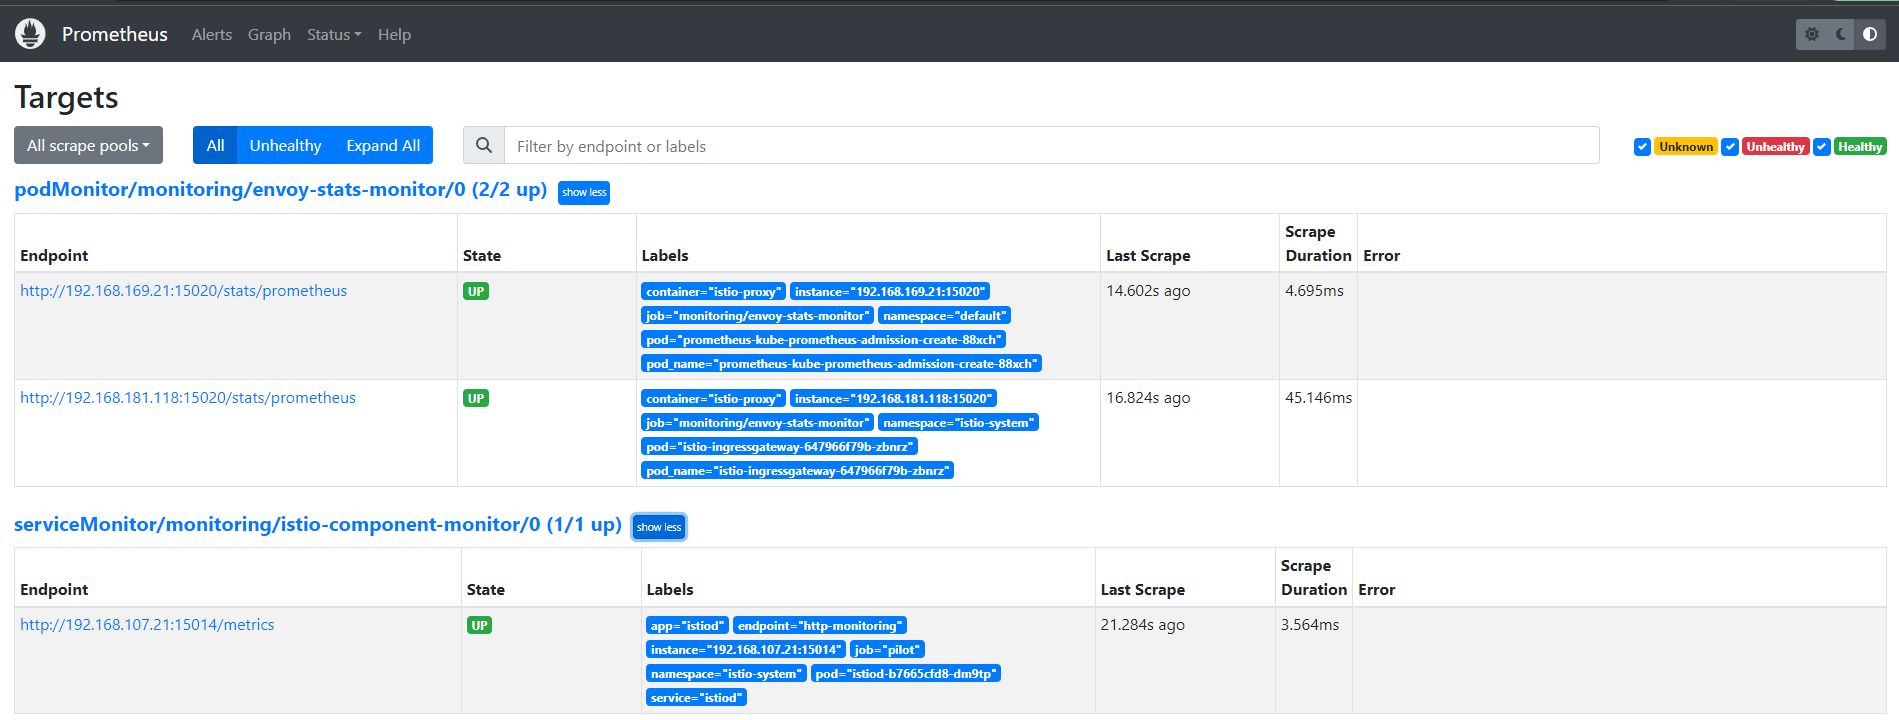 Prometheus Alerts Graph Status Help
Targets
All scrape pools All Unhealthy Expand All Filter by endpoint or labels Unknown Unhealthy Healthy
podMonitor/monitoring/envoy-stats-monitor/0 (2/2 up) show less
Endpoint State Labels Last Scrape Scrape Duration Error
http://192.168.169.21:15020/stats/prometheus UP container="istio-proxy" instance="192.168.169.21:15020" 14.602s ago 4.695ms
job="monitoring/envoy-stats-monitor" namespace="default"
pod="prometheus-kube-prometheus-admission-create-88xch"
pod_name="prometheus-kube-prometheus-admission-create-88xch"
http://192.168.181.118:15020/stats/prometheus UP container="istio-proxy" instance="192.168.181.118:15020" 16.824s ago 45.146ms
job="monitoring/envoy-stats-monitor" namespace="istio-system"
pod="istio-ingressgateway-647966f79b-zbnrz"
pod_name="istio-ingressgateway-647966f79b-zbnrz"
serviceMonitor/monitoring/istio-component-monitor/0 (1/1 up) show less
Endpoint State Labels Last Scrape Scrape Duration Error
http://192.168.107.21:15014/metrics UP app="istiod" endpoint="http-monitoring" 21.284s ago 3.564ms
instance="192.168.107.21:15014" job="pilot"
namespace="istio-system" pod="istiod-b7665cfd8-dm9tp"
service="istiod"